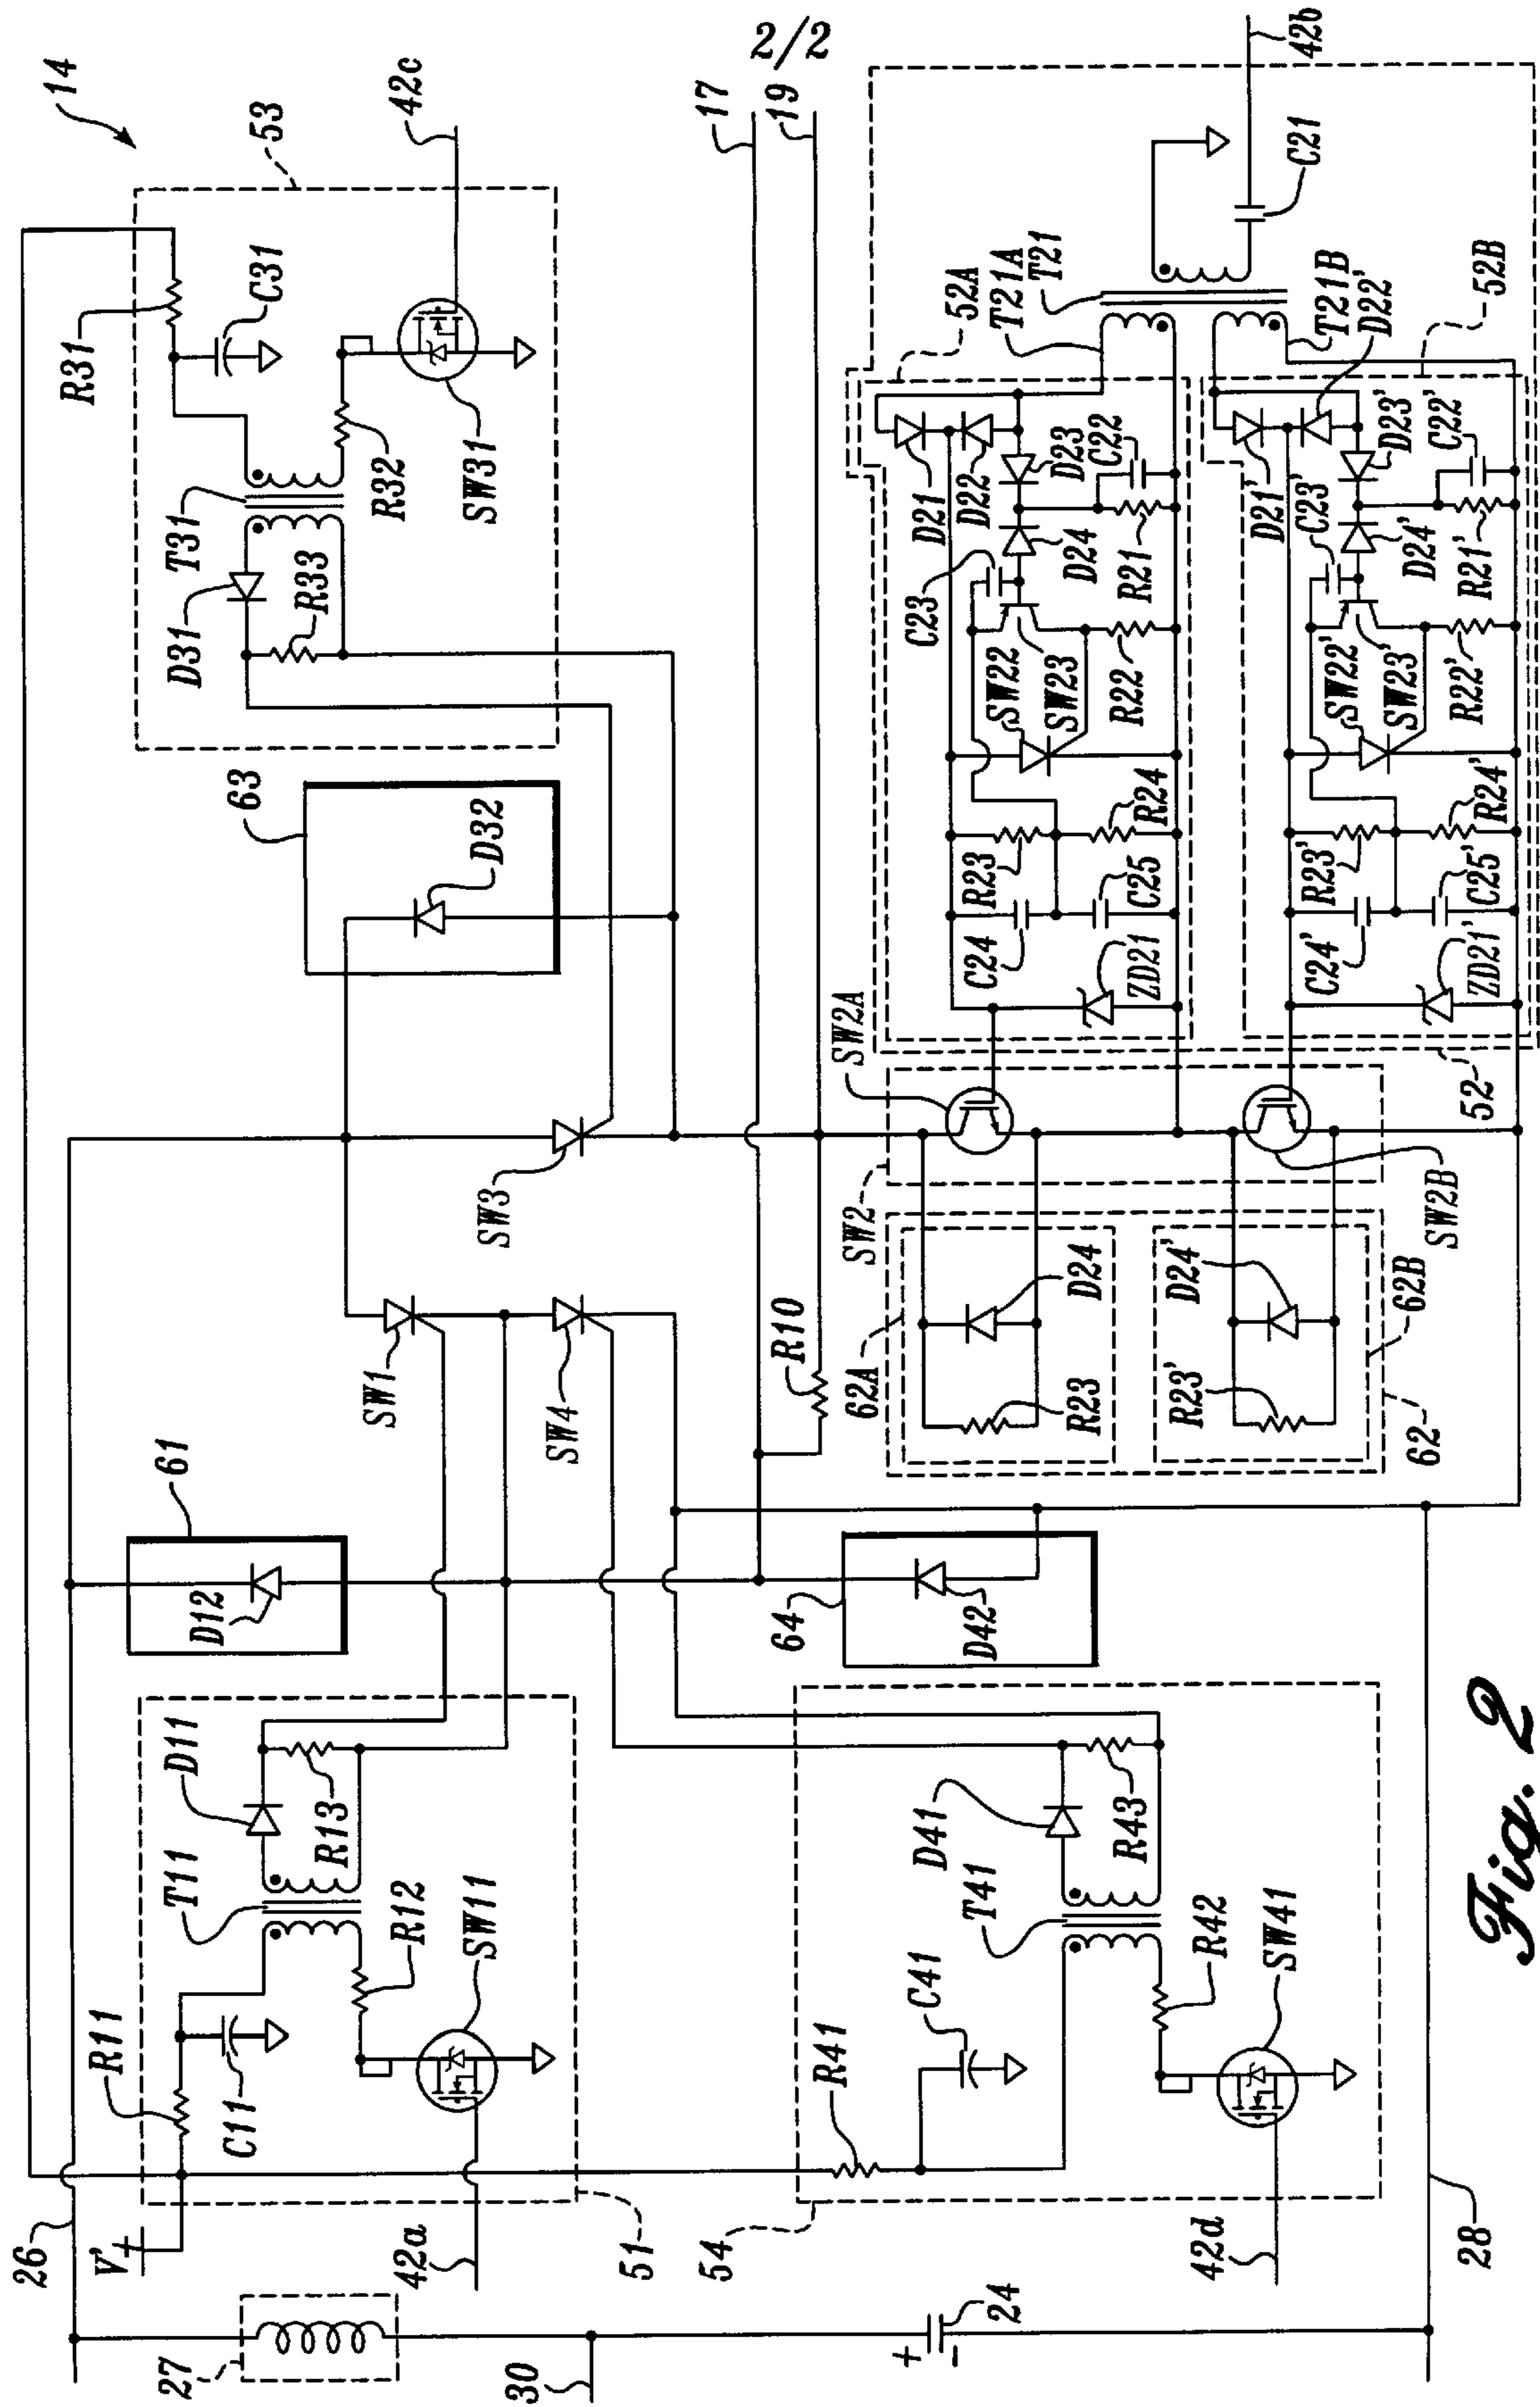 2/2
14
26
V'+
R11
C11
T11
D11
R13
R12
SW11
42a
51
27
30
24
61
D12
SW1
SW4
SW3
63
D32
53
R31
C31
T31
D31
R33
R32
SW31
42c
17
19
R10
54
R41
C41
T41
D41
R43
R42
SW41
42d
28
64
D42
SW2
SW2A
SW2B
62A
R23
D24
R23'
D24'
62B
62
52
52A
T21A
T21
D21
D22
D23
C22
C23
D24
R21
SW22
SW23
R22
R23
R24
C24
C25
ZD21
C21
42b
T21B
D22'
52B
D21'
D23'
C22'
C23'
D24'
R21'
SW22'
SW23'
R22'
R23'
R24'
C24'
C25'
ZD21'
Fig. 2